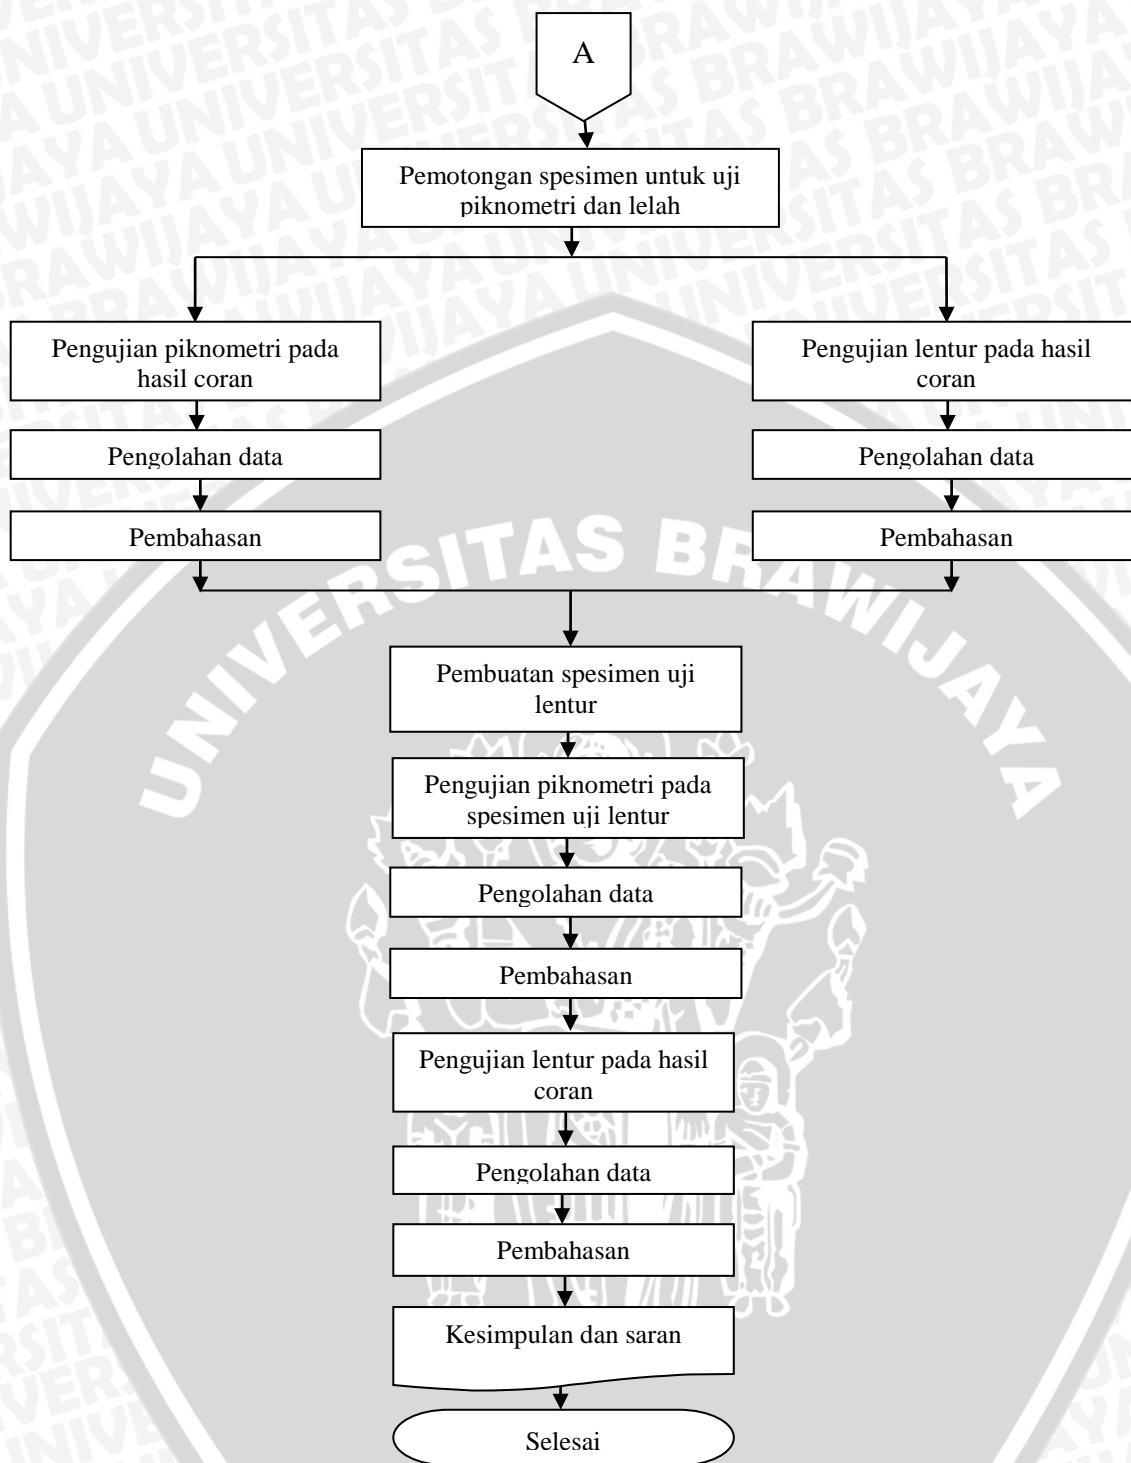 A
Pemotongan spesimen untuk uji
piknometri dan lelah
Pengujian piknometri pada
hasil coran
Pengolahan data
Pembahasan
Pengujian lentur pada hasil
coran
Pengolahan data
Pembahasan
UNIVERSITAS BRAWIJAYA
Pembuatan spesimen uji
lentur
Pengujian piknometri pada
spesimen uji lentur
Pengolahan data
Pembahasan
Pengujian lentur pada hasil
coran
Pengolahan data
Pembahasan
Kesimpulan dan saran
Selesai